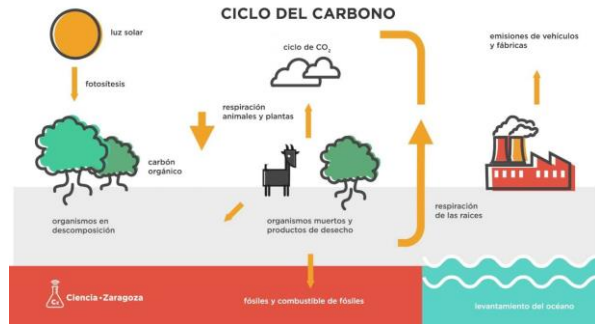 CICLO DEL CARBONO
luz solar
ciclo de CO₂
emisiones de vehículos
y fábricas
fotosítesis
respiración
animales y plantas
carbón
orgánico
organismos en
descomposición
organismos muertos y
productos de desecho
respiración
de las raíces
Cz
Ciencia-Zaragoza
fósiles y combustible de fósiles
levantamiento del océano